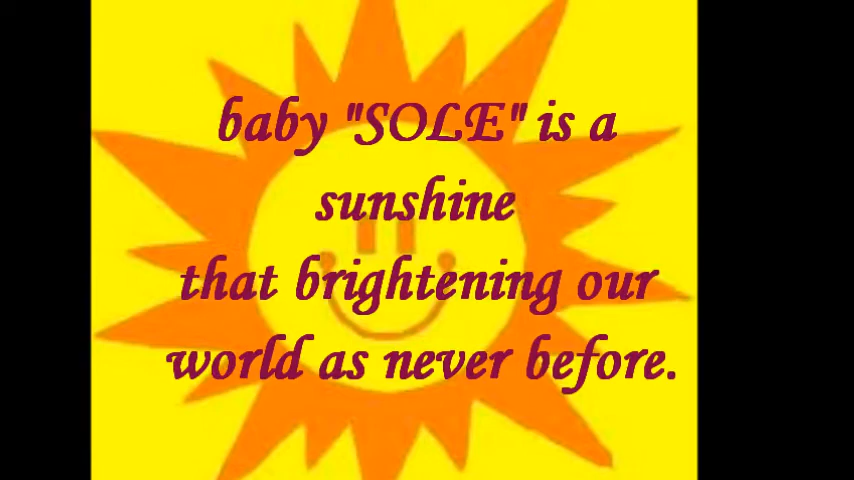 baby "SOLE" is a
sunshine
that brightening our
world as never before.